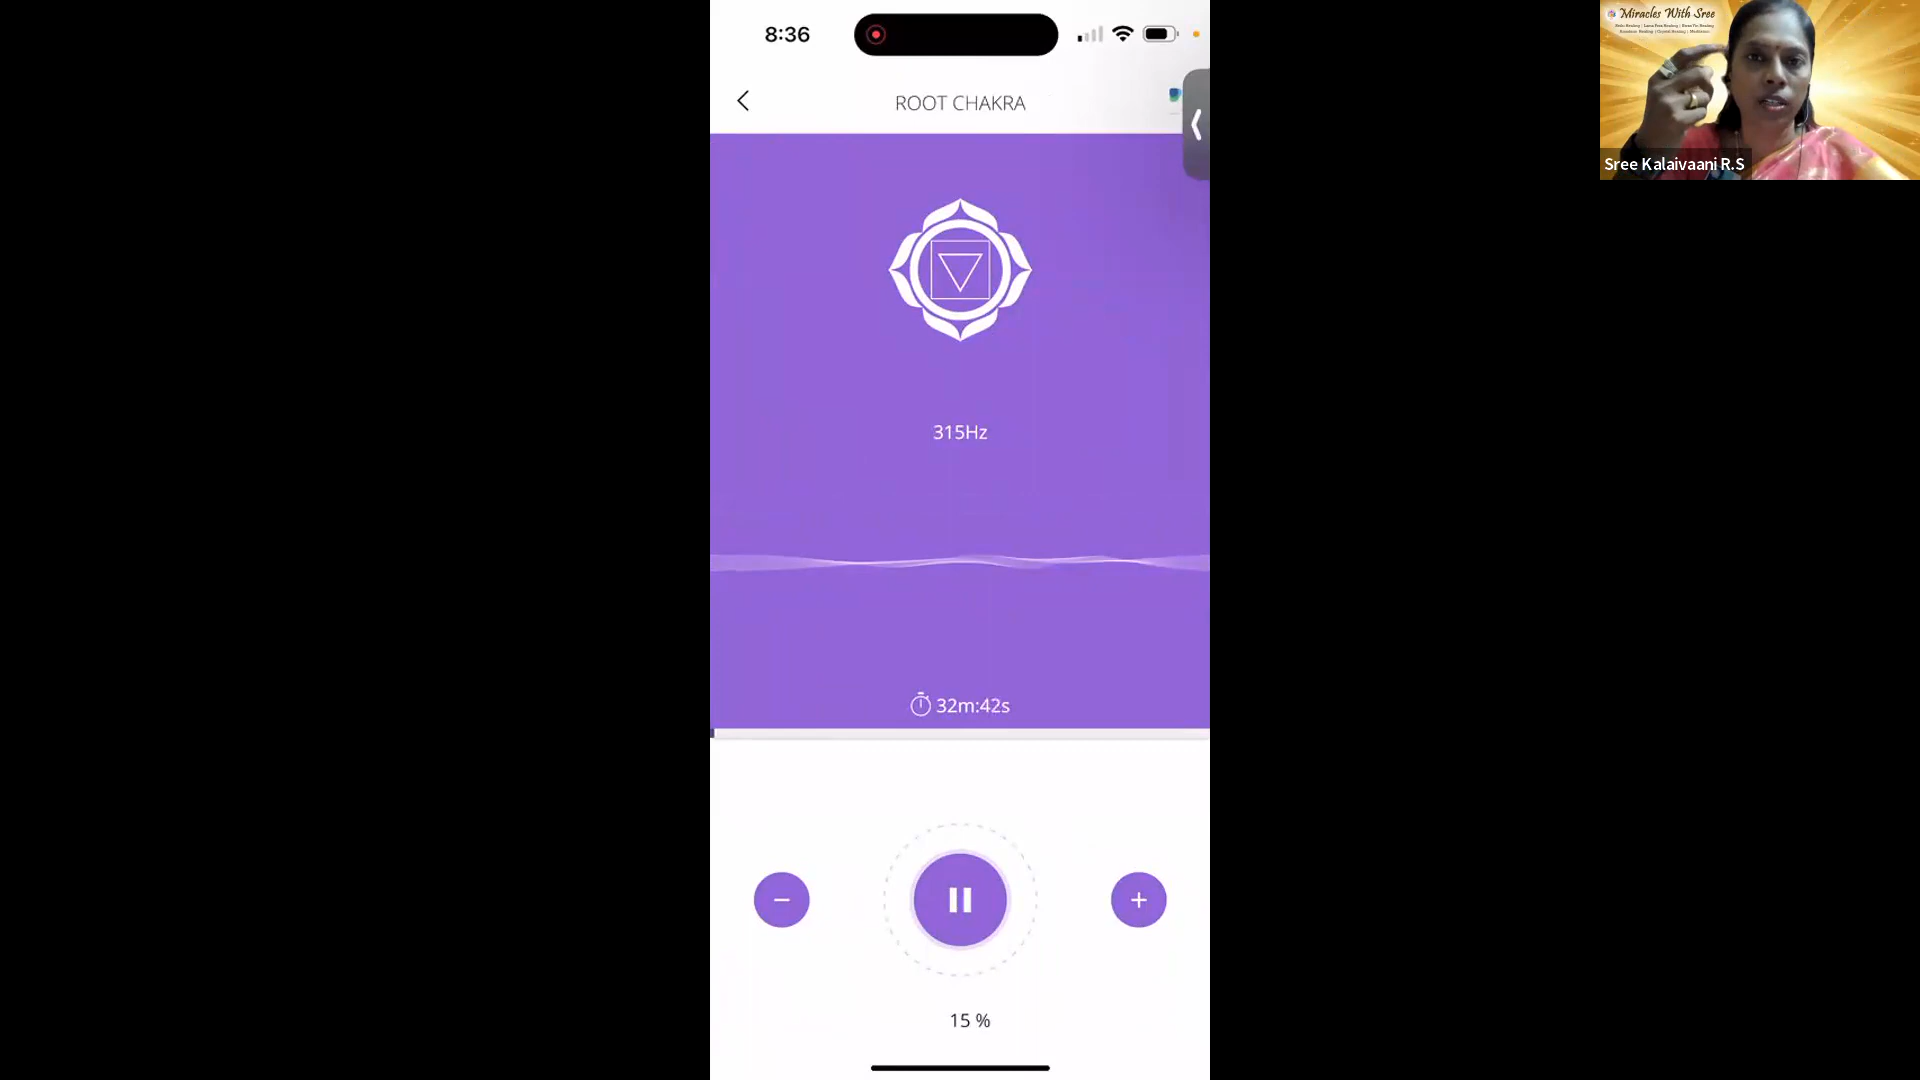 8:36
ROOT CHAKRA
315Hz
32m:42s
15 %
Miracles With Sree
Sree Kalaivaani R.S